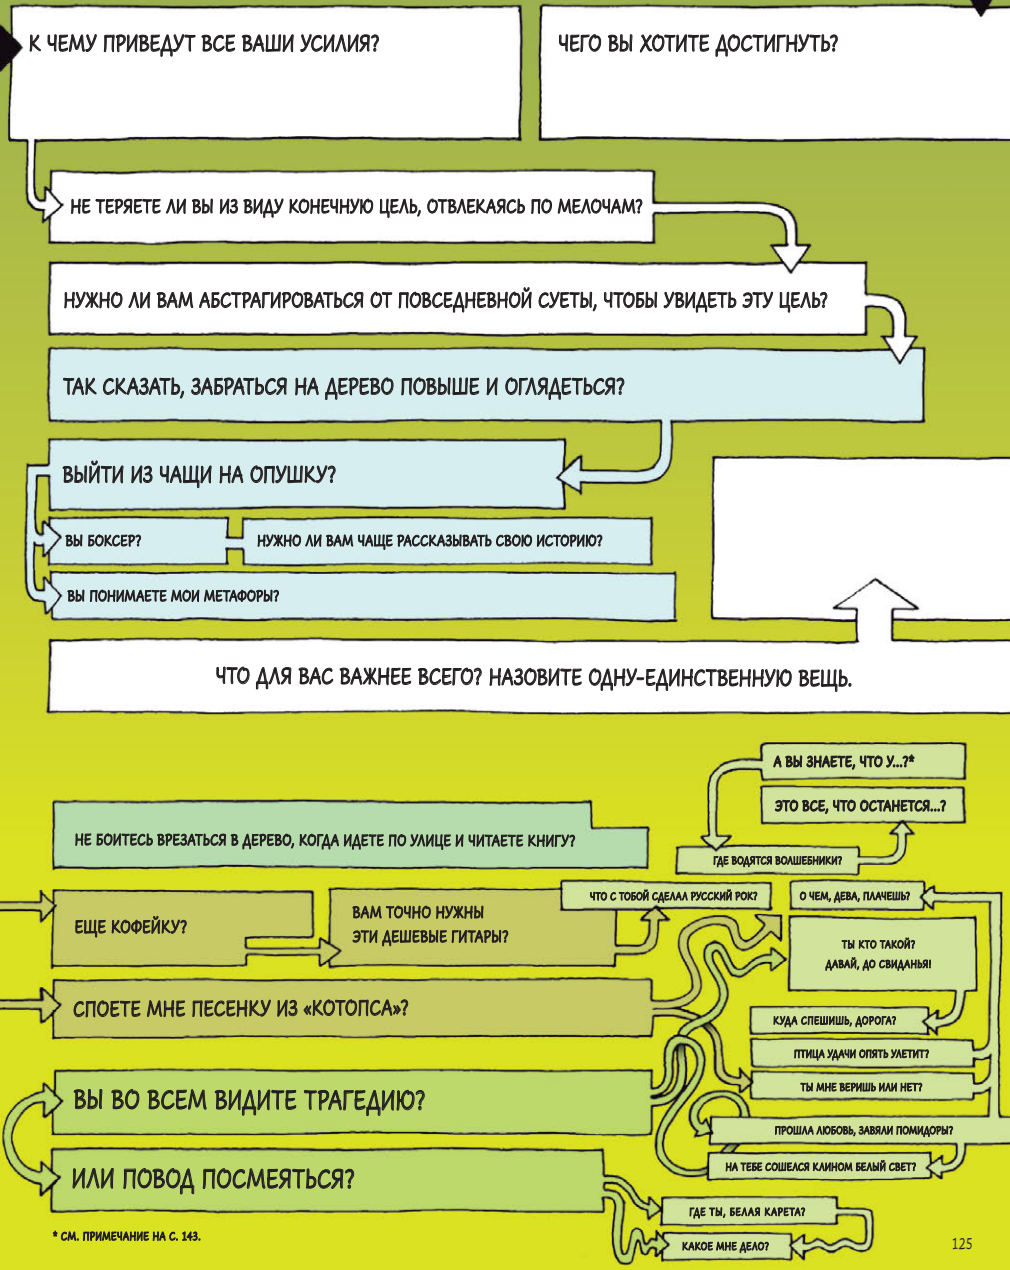 К ЧЕМУ ПРИВЕДУТ ВСЕ ВАШИ УСИЛИЯ?
ЧЕГО ВЫ ХОТИТЕ ДОСТИГНУТЬ?
НЕ ТЕРЯЕТЕ ЛИ ВЫ ИЗ ВИДУ КОНЕЧНУЮ ЦЕЛЬ, ОТВЛЕКАЯСЬ ПО МЕЛОЧАМ?
НУЖНО ЛИ ВАМ АБСТРАГИРОВАТЬСЯ ОТ ПОВСЕДНЕВНОЙ СУЕТЫ, ЧТОБЫ УВИДЕТЬ ЭТУ ЦЕЛЬ?
ТАК СКАЗАТЬ, ЗАБРАТЬСЯ НА ДЕРЕВО ПОВЫШЕ И ОГЛЯДЕТЬСЯ?
ВЫЙТИ ИЗ ЧАЩИ НА ОПУШКУ?
ВЫ БОКСЕР?
НУЖНО ЛИ ВАМ ЧАЩЕ РАССКАЗЫВАТЬ СВОЮ ИСТОРИЮ?
ВЫ ПОНИМАЕТЕ МОИ МЕТАФОРЫ?
ЧТО ДЛЯ ВАС ВАЖНЕЕ ВСЕГО? НАЗОВИТЕ ОДНУ-ЕДИНСТВЕННУЮ ВЕЩЬ.
А ВЫ ЗНАЕТЕ, ЧТО У...?*
ЭТО ВСЕ, ЧТО ОСТАНЕТСЯ...?
НЕ БОИТЕСЬ ВРЕЗАТЬСЯ В ДЕРЕВО, КОГДА ИДЕТЕ ПО УЛИЦЕ И ЧИТАЕТЕ КНИГУ?
ГДЕ ВОДЯТСЯ ВОЛШЕБНИКИ?
ЕЩЕ КОФЕЙКУ?
ВАМ ТОЧНО НУЖНЫ
ЭТИ ДЕШЕВЫЕ ГИТАРЫ?
ЧТО С ТОБОЙ СДЕЛАЛ РУССКИЙ РОК?
О ЧЕМ, ДЕВА, ПЛАЧЕШЬ?
ТЫ КТО ТАКОЙ?
ДАВАЙ, ДО СВИДАНЬЯ!
СПОЕТЕ МНЕ ПЕСЕНКУ ИЗ «КОТОПСА»?
КУДА СПЕШИШЬ, ДОРОГА?
ПТИЦА УДАЧИ ОПЯТЬ УЛЕТИТ?
ТЫ МНЕ ВЕРИШЬ ИЛИ НЕТ?
ВЫ ВО ВСЕМ ВИДИТЕ ТРАГЕДИЮ?
ПРОШЛА ЛЮБОВЬ, ЗАВЯЛИ ПОМИДОРЫ?
НА ТЕБЕ СОШЕЛСЯ КЛИНОМ БЕЛЫЙ СВЕТ?
ИЛИ ПОВОД ПОСМЕЯТЬСЯ?
ГДЕ ТЫ, БЕЛАЯ КАРЕТА?
КАКОЕ МНЕ ДЕЛО?
* СМ. ПРИМЕЧАНИЕ НА С. 143.
125